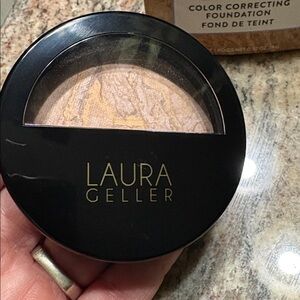 COLOR CORRECTING
FOUNDATION
FOND DE TEINT
LAURA
GELLER